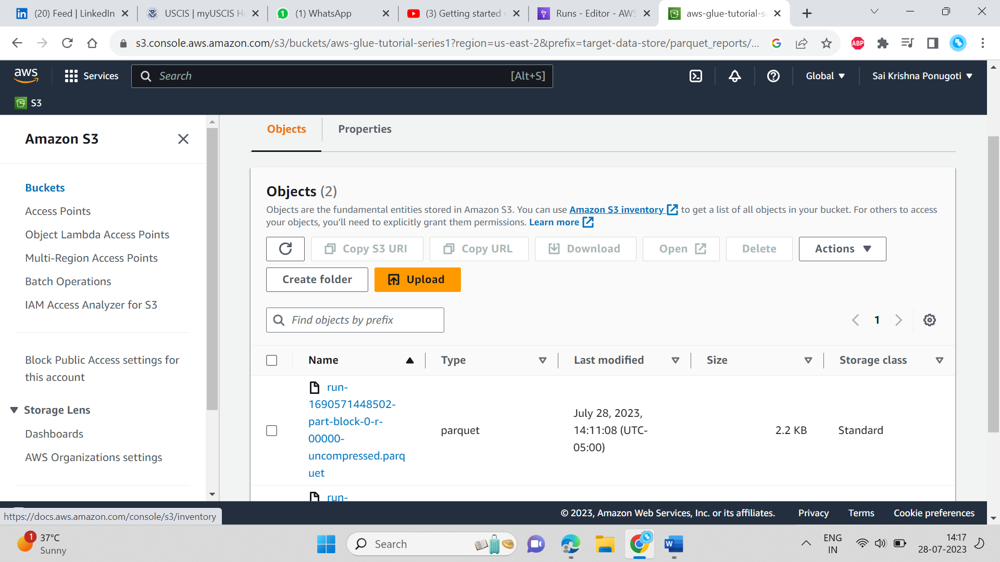 (20) Feed | LinkedIn
USCIS | myUSCIS Ho
(1) WhatsApp
(3) Getting started w
Runs - Editor - AWS
aws-glue-tutorial-se
s3.console.aws.amazon.com/s3/buckets/aws-glue-tutorial-series1?region=us-east-2&prefix=target-data-store/parquet_reports/...
ABP
aws
Services
Search
[Alt+S]
Global
Sai Krishna Ponugoti
S3
Amazon S3
Buckets
Access Points
Object Lambda Access Points
Multi-Region Access Points
Batch Operations
IAM Access Analyzer for S3
Block Public Access settings for
this account
Storage Lens
Dashboards
AWS Organizations settings
https://docs.aws.amazon.com/console/s3/inventory
Objects
Properties
Objects (2)
Objects are the fundamental entities stored in Amazon S3. You can use Amazon S3 inventory to get a list of all objects in your bucket. For others to access
your objects, you'll need to explicitly grant them permissions. Learn more
Copy S3 URI
Copy URL
Download
Open
Delete
Actions
Create folder
Upload
Find objects by prefix
1
Name
Type
Last modified
Size
Storage class
run-
1690571448502-
part-block-0-r-
00000-
uncompressed.parq
uet
parquet
July 28, 2023,
14:11:08 (UTC-
05:00)
2.2 KB
Standard
run-
© 2023, Amazon Web Services, Inc. or its affiliates.
Privacy
Terms
Cookie preferences
1
37°C
Sunny
Search
W
ENG
IN
14:17
28-07-2023